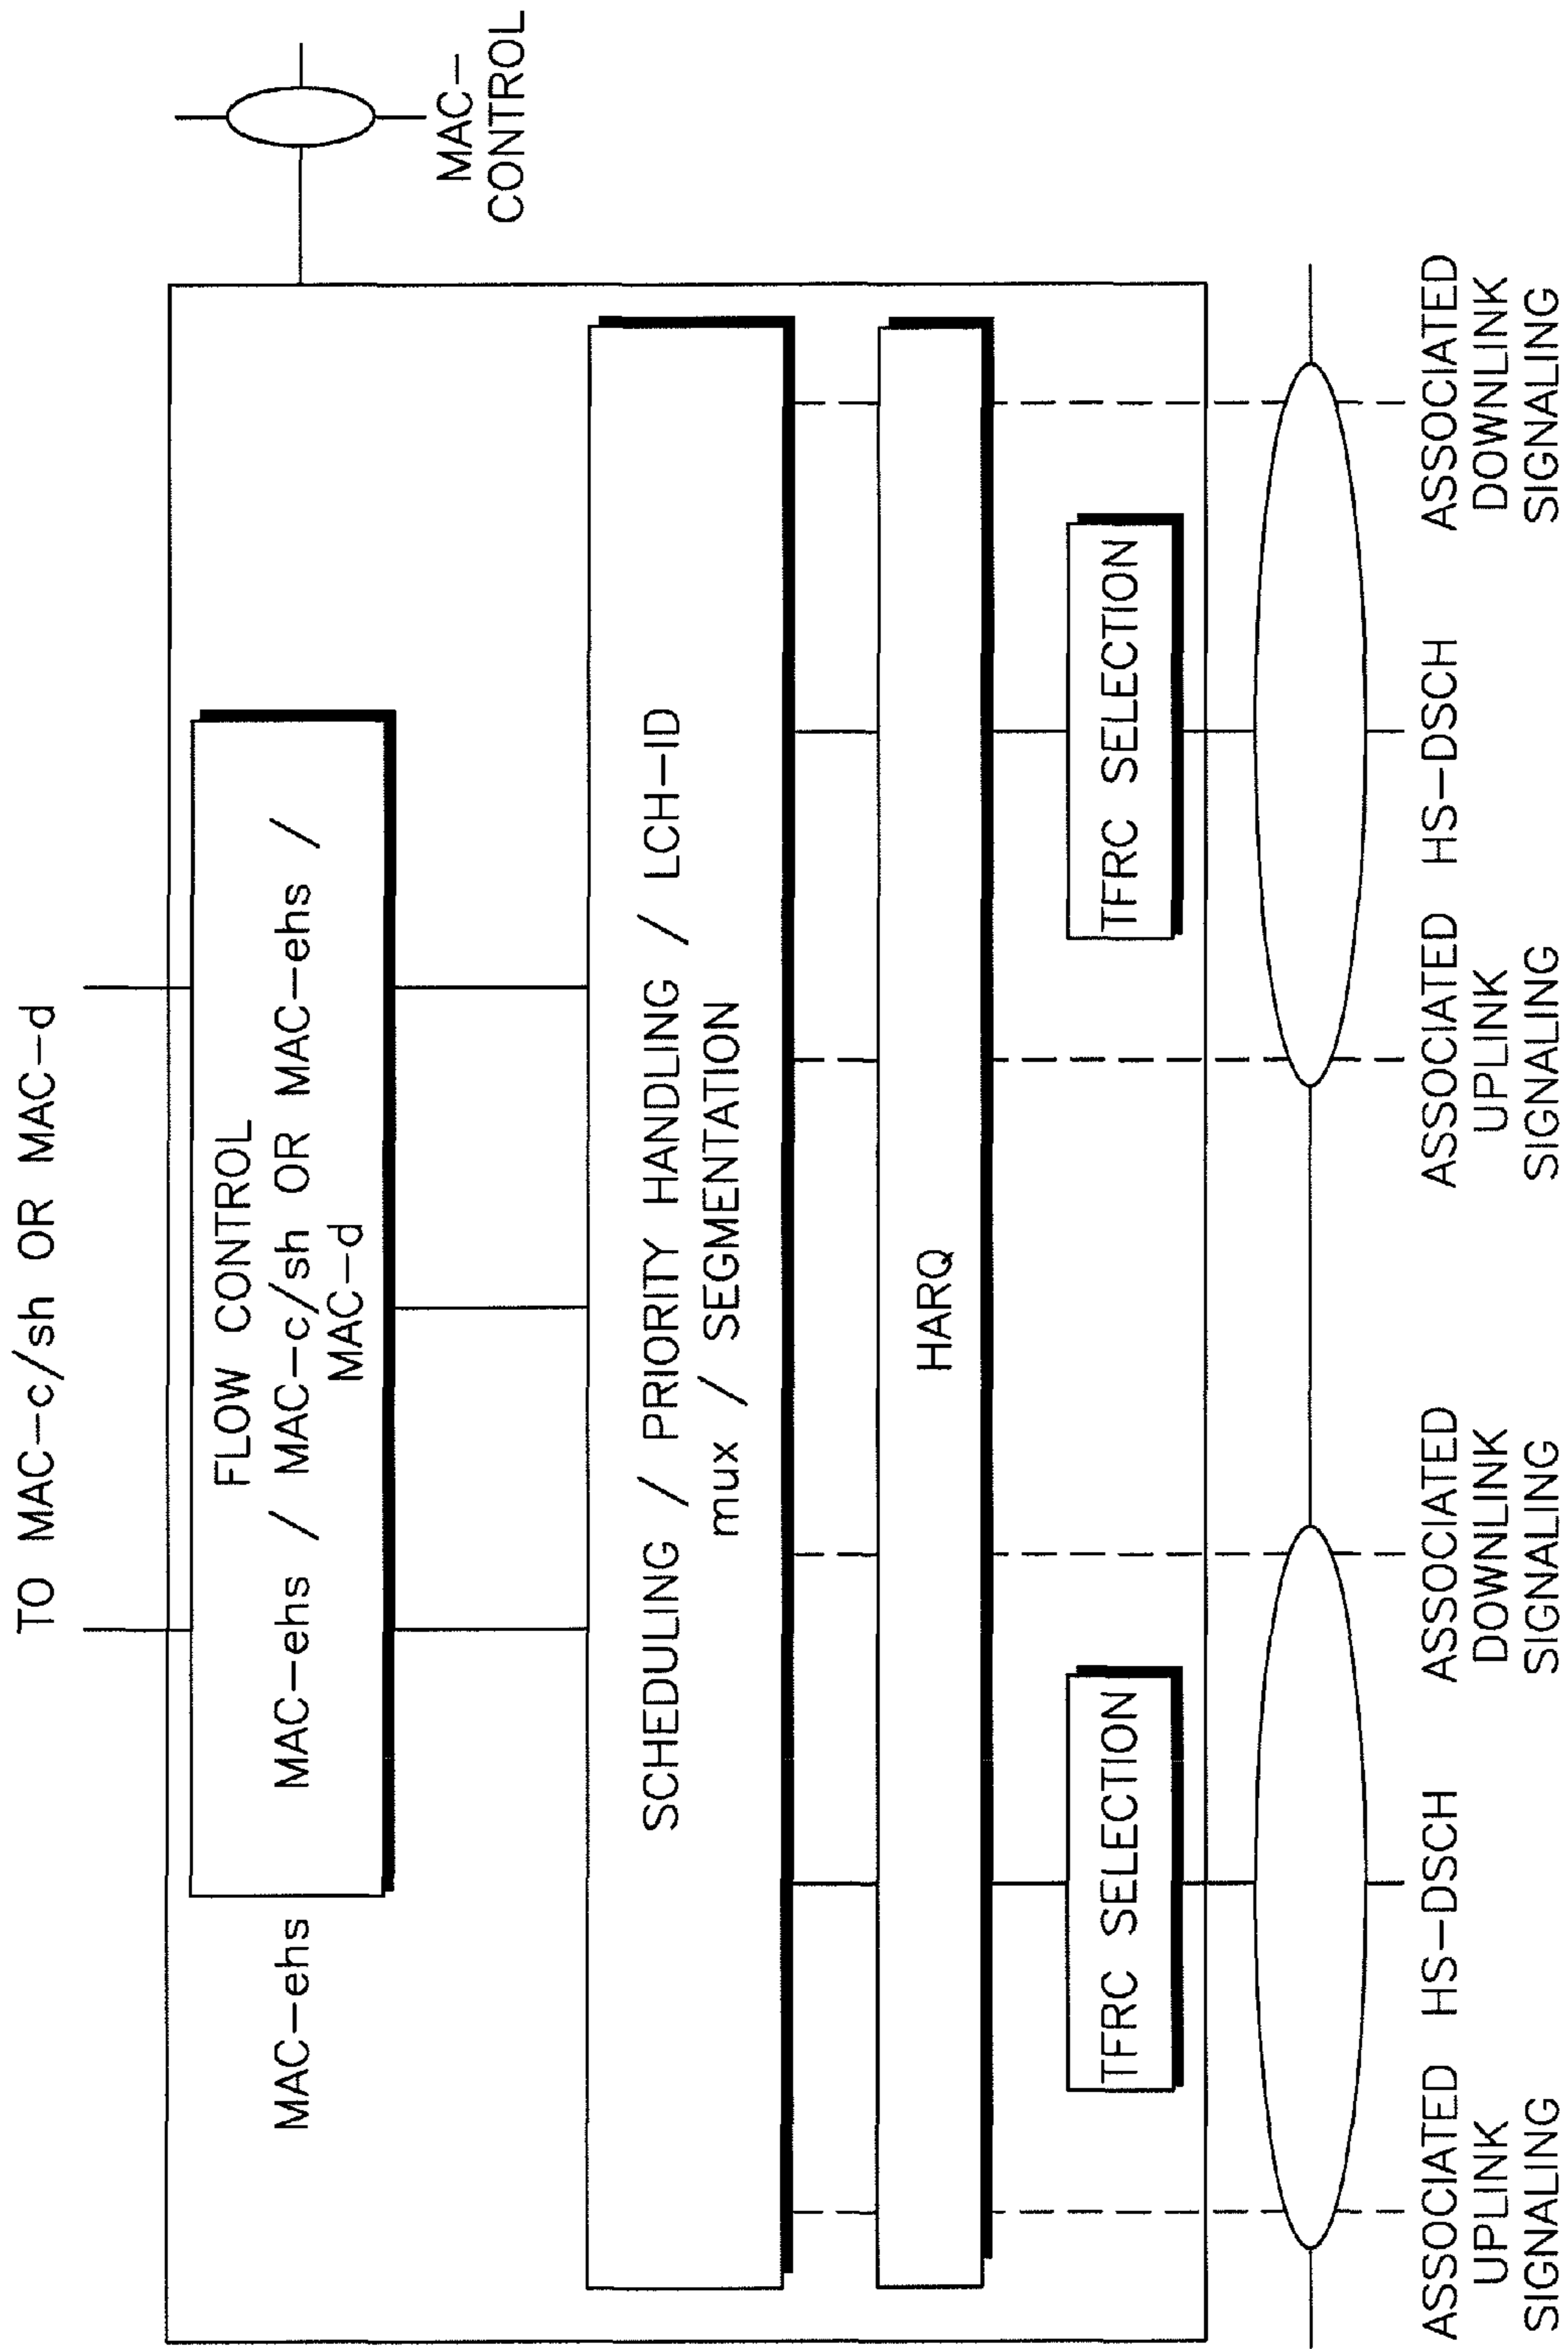 TO MAC-c/sh OR MAC-d
MAC-
CONTROL
MAC-ehs
FLOW CONTROL
MAC-ehs / MAC-c/sh OR MAC-ehs /
MAC-d
SCHEDULING / PRIORITY HANDLING / LCH-ID
mux / SEGMENTATION
HARQ
TFRC SELECTION
TFRC SELECTION
ASSOCIATED
UPLINK
SIGNALING
HS-DSCH
ASSOCIATED
DOWNLINK
SIGNALING
ASSOCIATED
UPLINK
SIGNALING
HS-DSCH
ASSOCIATED
DOWNLINK
SIGNALING